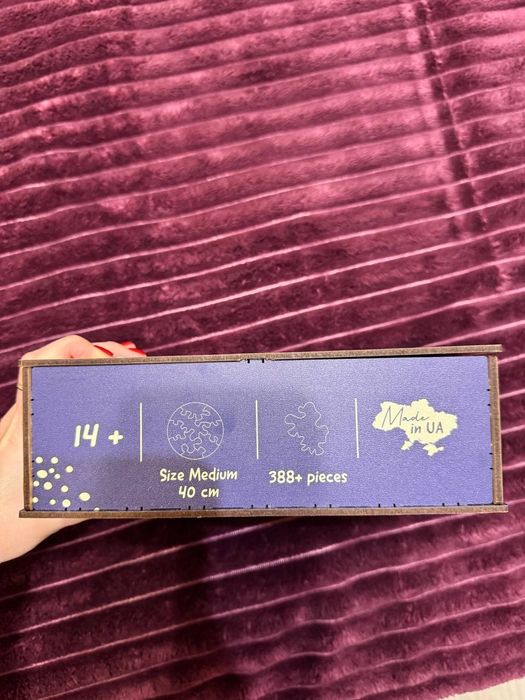 14 +
Size Medium
40 cm
388+ pieces
Made
in UA